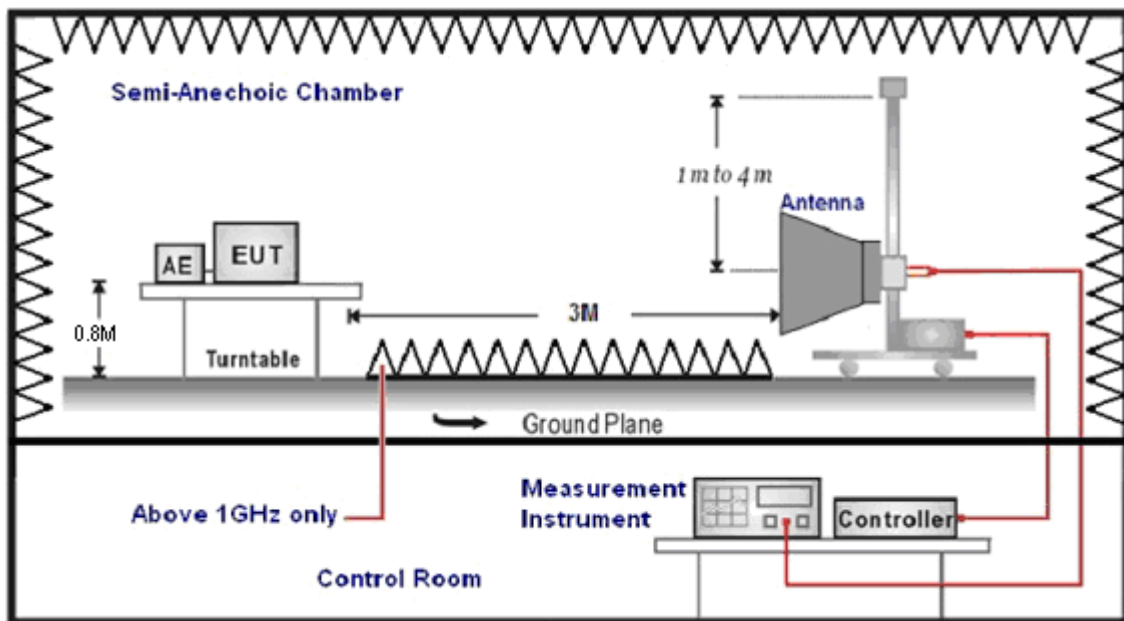 Semi-Anechoic Chamber
1m to 4m
Antenna
AE
EUT
0.8M
3M
Turntable
Ground Plane
Above 1GHz only
Measurement
Instrument
Controller
Control Room